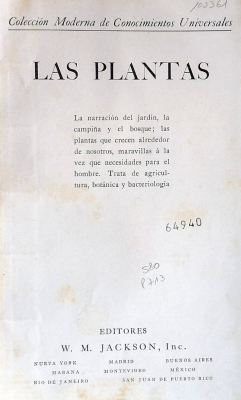 103361
Colección Moderna de Conocimientos Universales
LAS PLANTAS
La narración del jardín, la
campiña y el bosque; las
plantas que crecen alrededor
de nosotros, maravillas á la
vez que necesidades para el
hombre. Trata de agricul-
tura, botánica y bacteriología
64940
580
P713
EDITORES
W. M. JACKSON, Inc.
NUEVA YORK MADRID BUENOS AIRES
HABANA MONTEVIDEO MÉXICO
RIO DE JANEIRO SAN JUAN DE PUERTO RICO